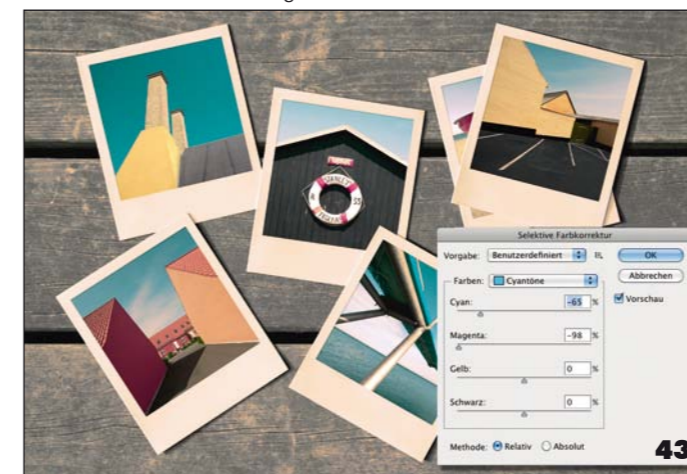 Selektive Farbkorrektur
Vorgabe: Benutzerdefiniert OK
Abbrechen
Farben: Cyantöne
Vorschau
Cyan: -65 %
Magenta: -98 %
Gelb: 0 %
Schwarz: 0 %
Methode: Relativ Absolut
43